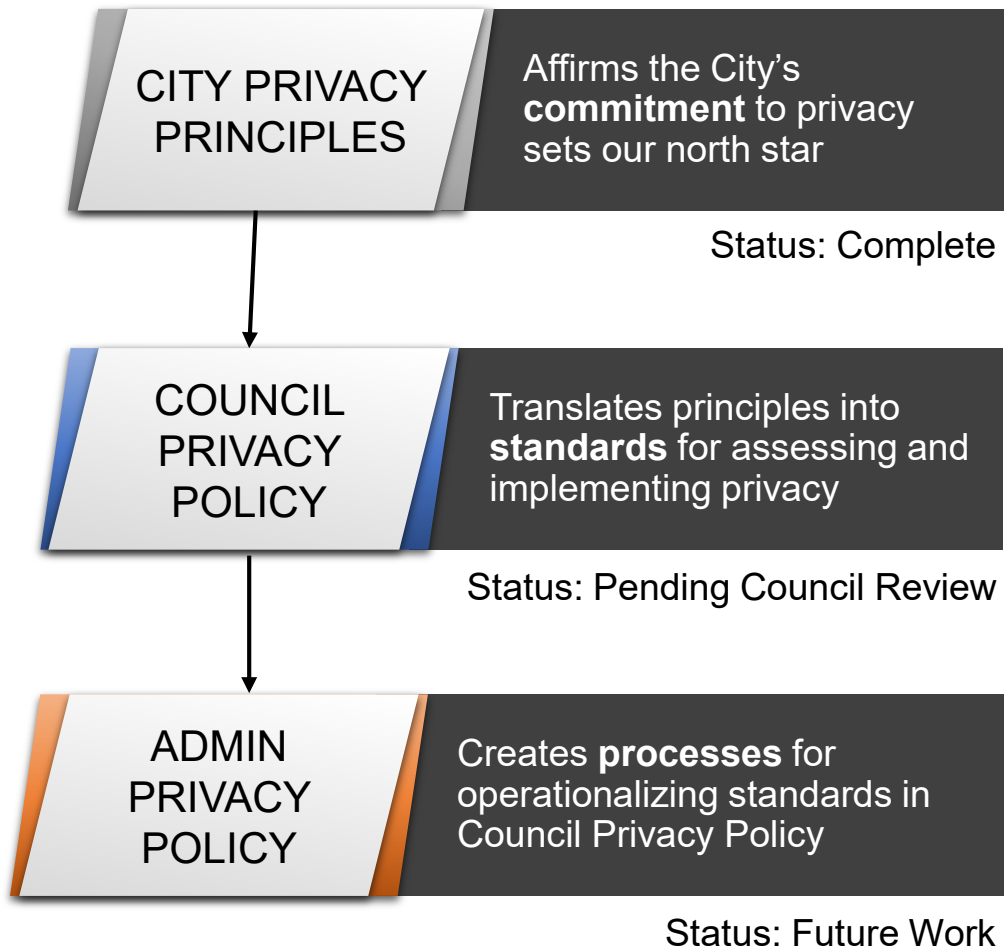 CITY PRIVACY
PRINCIPLES
Affirms the City’s
commitment to privacy
sets our north star
Status: Complete
COUNCIL
PRIVACY
POLICY
Translates principles into
standards for assessing and
implementing privacy
Status: Pending Council Review
ADMIN
PRIVACY
POLICY
Creates processes for
operationalizing standards in
Council Privacy Policy
Status: Future Work